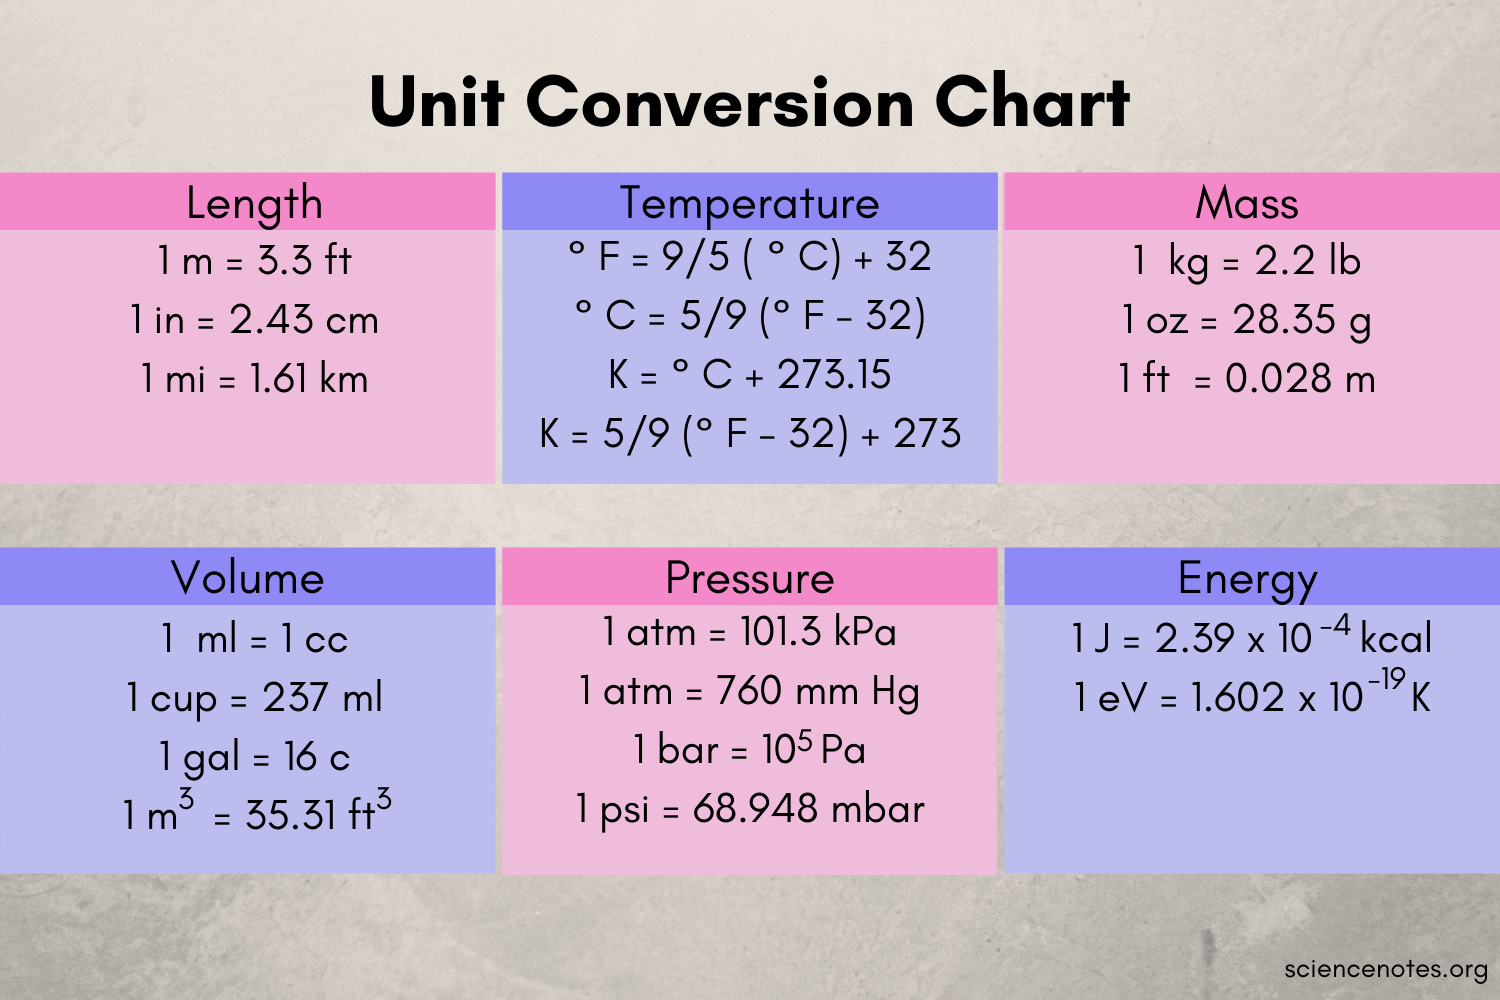 Unit Conversion Chart
Length
1 m = 3.3 ft
1 in = 2.43 cm
1 mi = 1.61 km
Temperature
° F = 9/5 ( ° C) + 32
° C = 5/9 (° F - 32)
K = ° C + 273.15
K = 5/9 (° F - 32) + 273
Mass
1 kg = 2.2 lb
1 oz = 28.35 g
1 ft = 0.028 m
Volume
1 ml = 1 cc
1 cup = 237 ml
1 gal = 16 c
1 m³ = 35.31 ft³
Pressure
1 atm = 101.3 kPa
1 atm = 760 mm Hg
1 bar = 10⁵ Pa
1 psi = 68.948 mbar
Energy
1 J = 2.39 x 10⁻⁴ kcal
1 eV = 1.602 x 10⁻¹⁹ K
sciencenotes.org